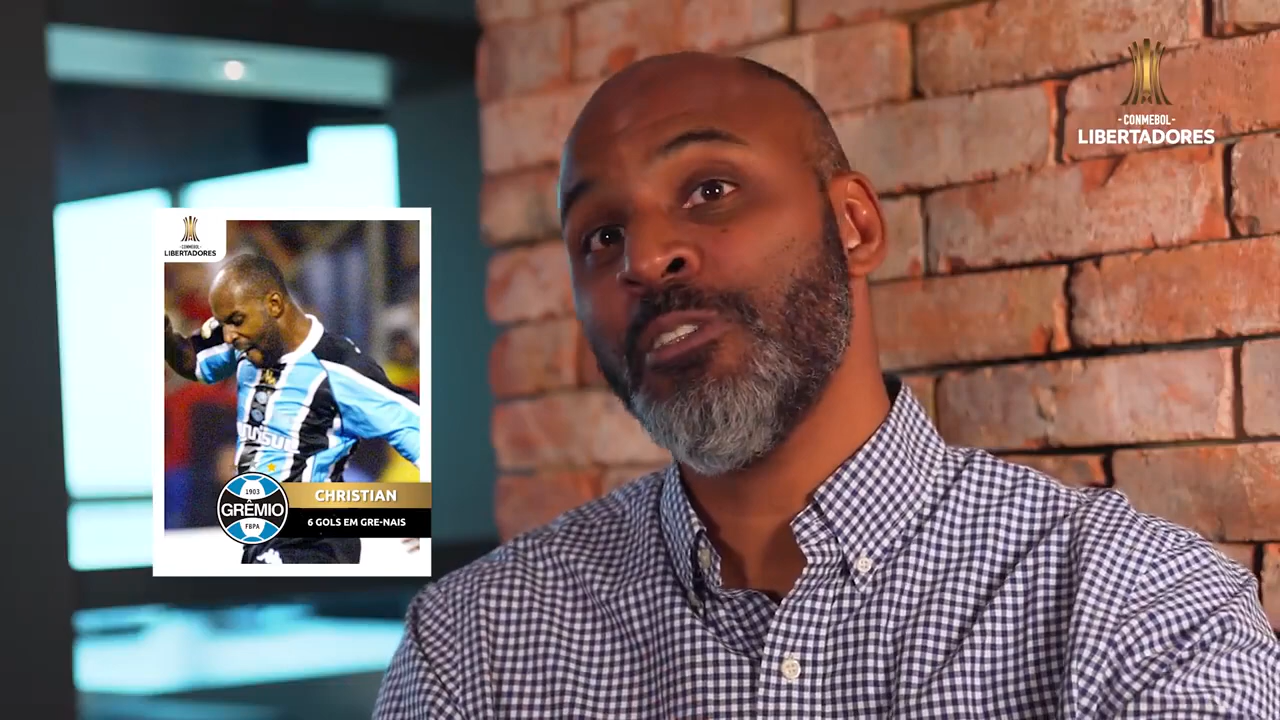 - CONMEBOL -
LIBERTADORES
- CONMEBOL -
LIBERTADORES
1903
GRÊMIO
FBPA
CHRISTIAN
6 GOLS EM GRE-NAIS